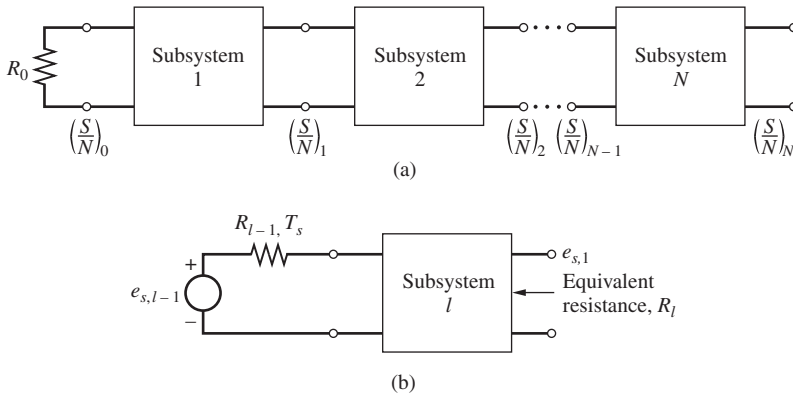 R₀
Subsystem
1
Subsystem
2
Subsystem
N
(S/N)₀
(S/N)₁
(S/N)₂
(S/N)N−1
(S/N)N
(a)
Rl−1, Ts
+
es,l−1
−
Subsystem
l
es,1
Equivalent
resistance, Rl
(b)